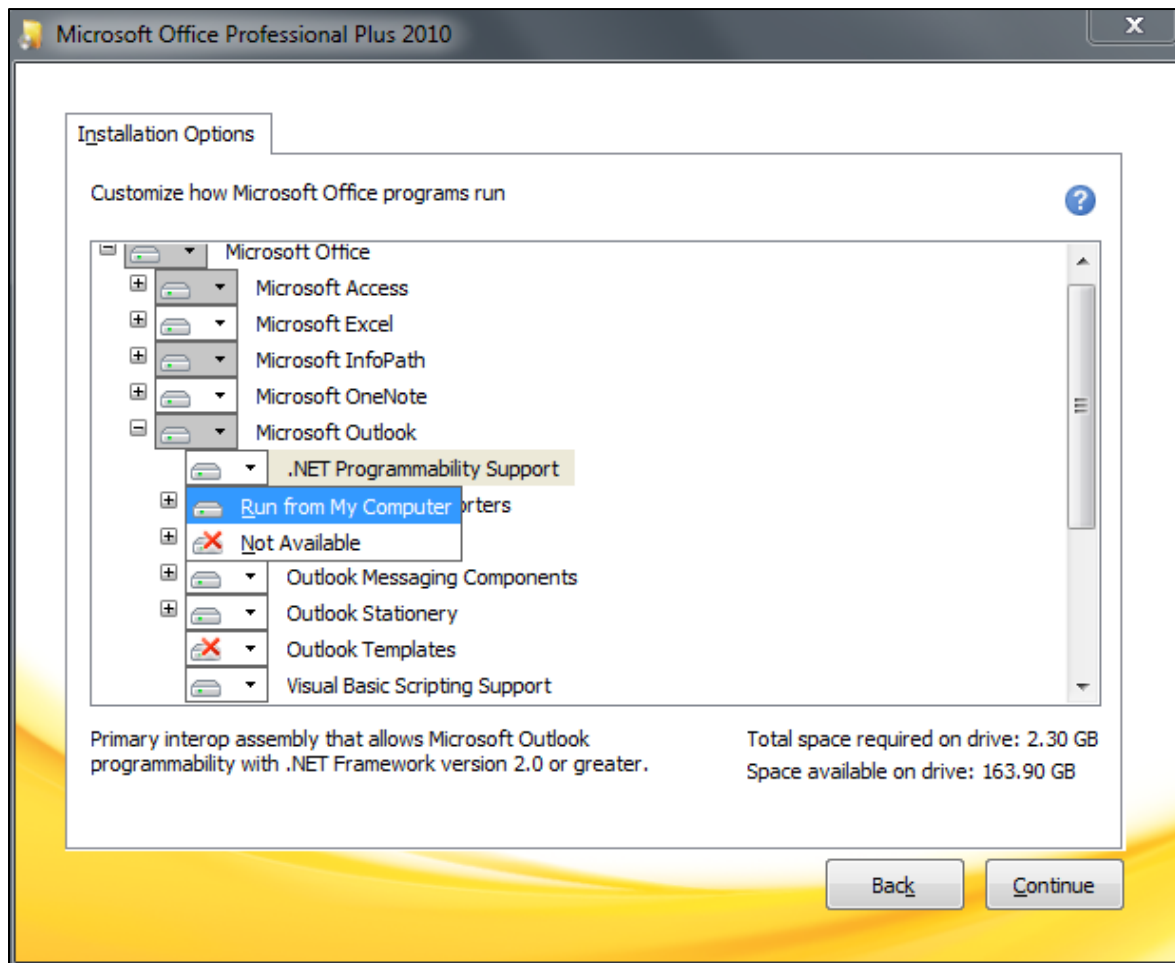 Microsoft Office Professional Plus 2010
X
Installation Options
Customize how Microsoft Office programs run
?
Microsoft Office
Microsoft Access
Microsoft Excel
Microsoft InfoPath
Microsoft OneNote
Microsoft Outlook
.NET Programmability Support
Run from My Computer
orters
Not Available
Outlook Messaging Components
Outlook Stationery
Outlook Templates
Visual Basic Scripting Support
Primary interop assembly that allows Microsoft Outlook
programmability with .NET Framework version 2.0 or greater.
Total space required on drive: 2.30 GB
Space available on drive: 163.90 GB
Back
Continue